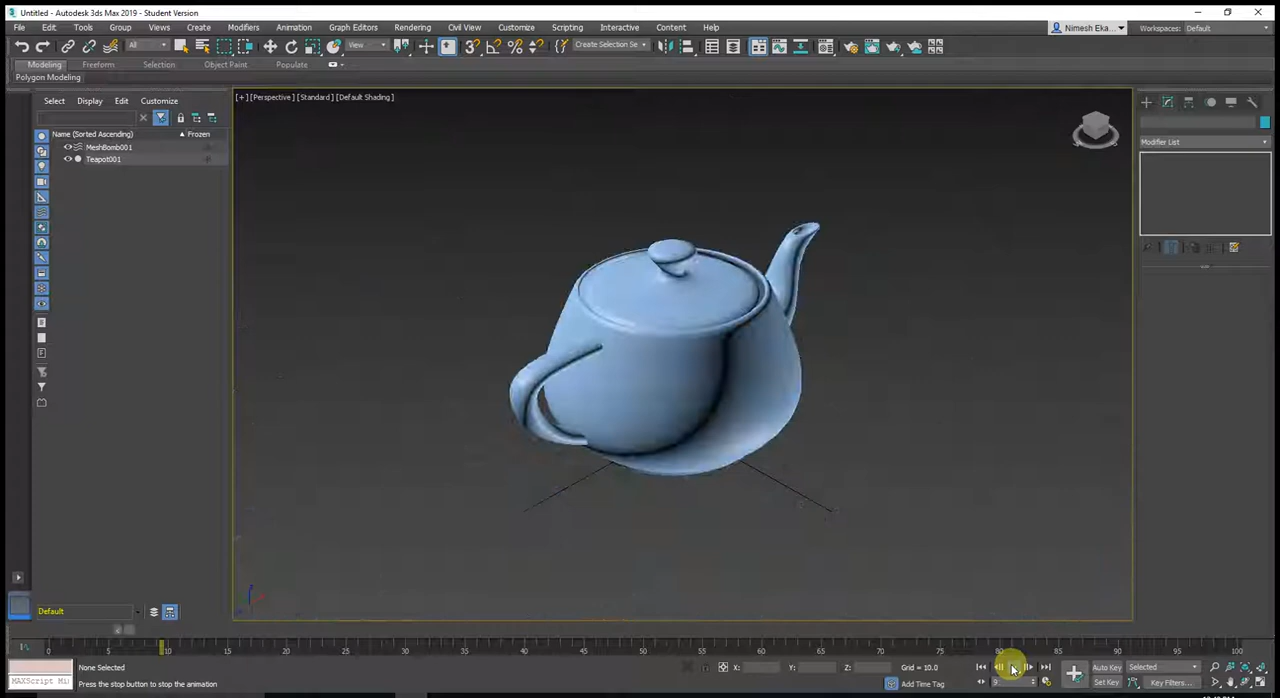 Untitled - Autodesk 3ds Max 2019 - Student Version
File Edit Tools Group Views Create Modifiers Animation Graph Editors Rendering Civil View Customize Scripting Interactive Content Help
Nimesh Eka... Workspaces: Default
All View Create Selection Se
Modeling Freeform Selection Object Paint Populate
Polygon Modeling
Select Display Edit Customize
[+] [Perspective] [Standard] [Default Shading]
Name (Sorted Ascending) ▲ Frozen
Modifier List
MeshBomb001
Teapot001
Default
0 10 20 25 30 35 40 45 50 55 60 65 70 75 80 85 90 95 100
None Selected X: Y: Z: Grid = 10.0 Auto Key Selected
MAXScript Mi: Press the stop button to stop the animation Add Time Tag 9 Set Key Key Filters...